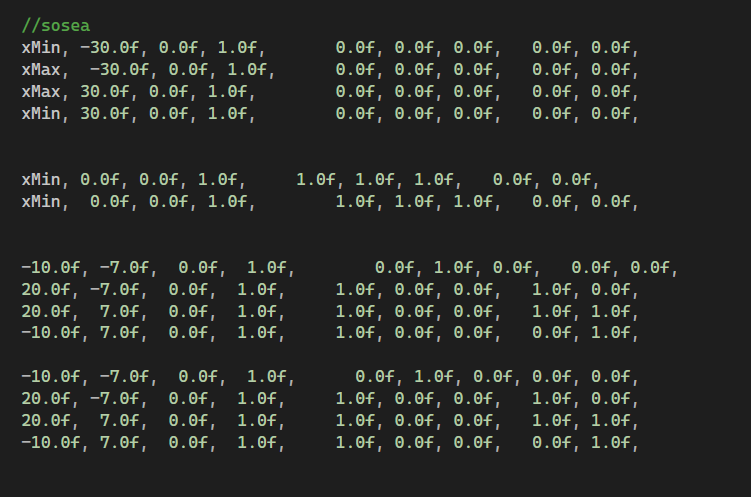 //sosea
xMin, -30.0f, 0.0f, 1.0f, 0.0f, 0.0f, 0.0f, 0.0f, 0.0f,
xMax, -30.0f, 0.0f, 1.0f, 0.0f, 0.0f, 0.0f, 0.0f, 0.0f,
xMax, 30.0f, 0.0f, 1.0f, 0.0f, 0.0f, 0.0f, 0.0f, 0.0f,
xMin, 30.0f, 0.0f, 1.0f, 0.0f, 0.0f, 0.0f, 0.0f, 0.0f,
xMin, 0.0f, 0.0f, 1.0f, 1.0f, 1.0f, 1.0f, 0.0f, 0.0f,
xMin, 0.0f, 0.0f, 1.0f, 1.0f, 1.0f, 1.0f, 0.0f, 0.0f,
-10.0f, -7.0f, 0.0f, 1.0f, 0.0f, 1.0f, 0.0f, 0.0f, 0.0f,
20.0f, -7.0f, 0.0f, 1.0f, 1.0f, 0.0f, 0.0f, 1.0f, 0.0f,
20.0f, 7.0f, 0.0f, 1.0f, 1.0f, 0.0f, 0.0f, 1.0f, 1.0f,
-10.0f, 7.0f, 0.0f, 1.0f, 1.0f, 0.0f, 0.0f, 0.0f, 1.0f,
-10.0f, -7.0f, 0.0f, 1.0f, 0.0f, 1.0f, 0.0f, 0.0f, 0.0f,
20.0f, -7.0f, 0.0f, 1.0f, 1.0f, 0.0f, 0.0f, 1.0f, 0.0f,
20.0f, 7.0f, 0.0f, 1.0f, 1.0f, 0.0f, 0.0f, 1.0f, 1.0f,
-10.0f, 7.0f, 0.0f, 1.0f, 1.0f, 0.0f, 0.0f, 0.0f, 1.0f,